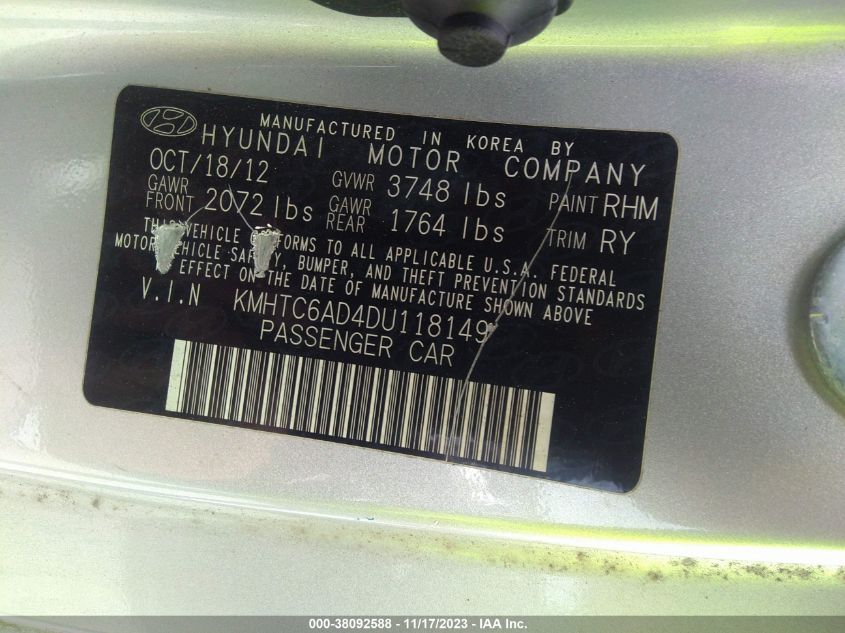 MANUFACTURED IN KOREA BY
HYUNDAI MOTOR COMPANY
OCT/18/12 GVWR 3748 lbs PAINT RHM
GAWR FRONT 2072 lbs GAWR REAR 1764 lbs TRIM RY
THIS VEHICLE CONFORMS TO ALL APPLICABLE U.S.A. FEDERAL
MOTOR VEHICLE SAFETY, BUMPER, AND THEFT PREVENTION STANDARDS
EFFECT ON THE DATE OF MANUFACTURE SHOWN ABOVE
V.I.N KMHTC6AD4DU118149
PASSENGER CAR
000-38092588 - 11/17/2023 - IAA Inc.